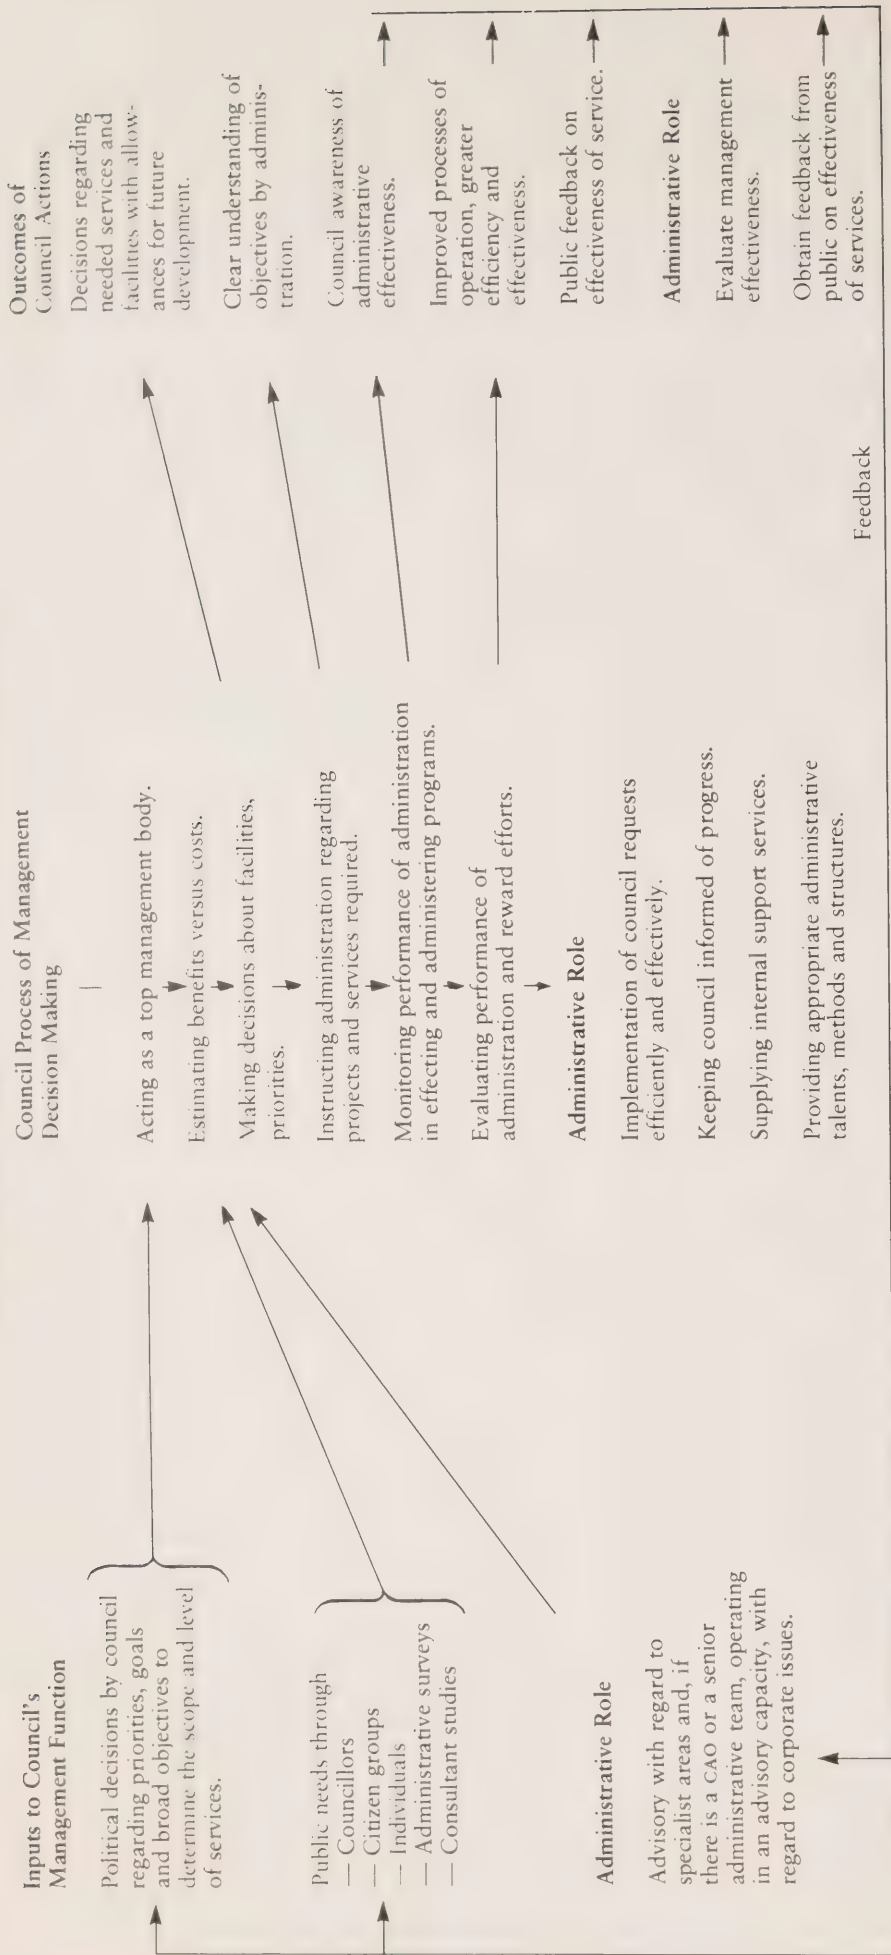 Inputs to Council's
Management Function
Political decisions by council
regarding priorities, goals
and broad objectives to
determine the scope and level
of services.
Public needs through
— Councillors
— Citizen groups
— Individuals
— Administrative surveys
— Consultant studies
Administrative Role
Advisory with regard to
specialist areas and, if
there is a CAO or a senior
administrative team, operating
in an advisory capacity, with
regard to corporate issues.
Council Process of Management
Decision Making
Acting as a top management body.
Estimating benefits versus costs.
Making decisions about facilities,
priorities.
Instructing administration regarding
projects and services required.
Monitoring performance of administration
in effecting and administering programs.
Evaluating performance of
administration and reward efforts.
Administrative Role
Implementation of council requests
efficiently and effectively.
Keeping council informed of progress.
Supplying internal support services.
Providing appropriate administrative
talents, methods and structures.
Outcomes of
Council Actions
Decisions regarding
needed services and
facilities with allow-
ances for future
development.
Clear understanding of
objectives by adminis-
tration.
Council awareness of
administrative
effectiveness.
Improved processes of
operation, greater
efficiency and
effectiveness.
Public feedback on
effectiveness of service.
Administrative Role
Evaluate management
effectiveness.
Obtain feedback from
public on effectiveness
of services.
Feedback